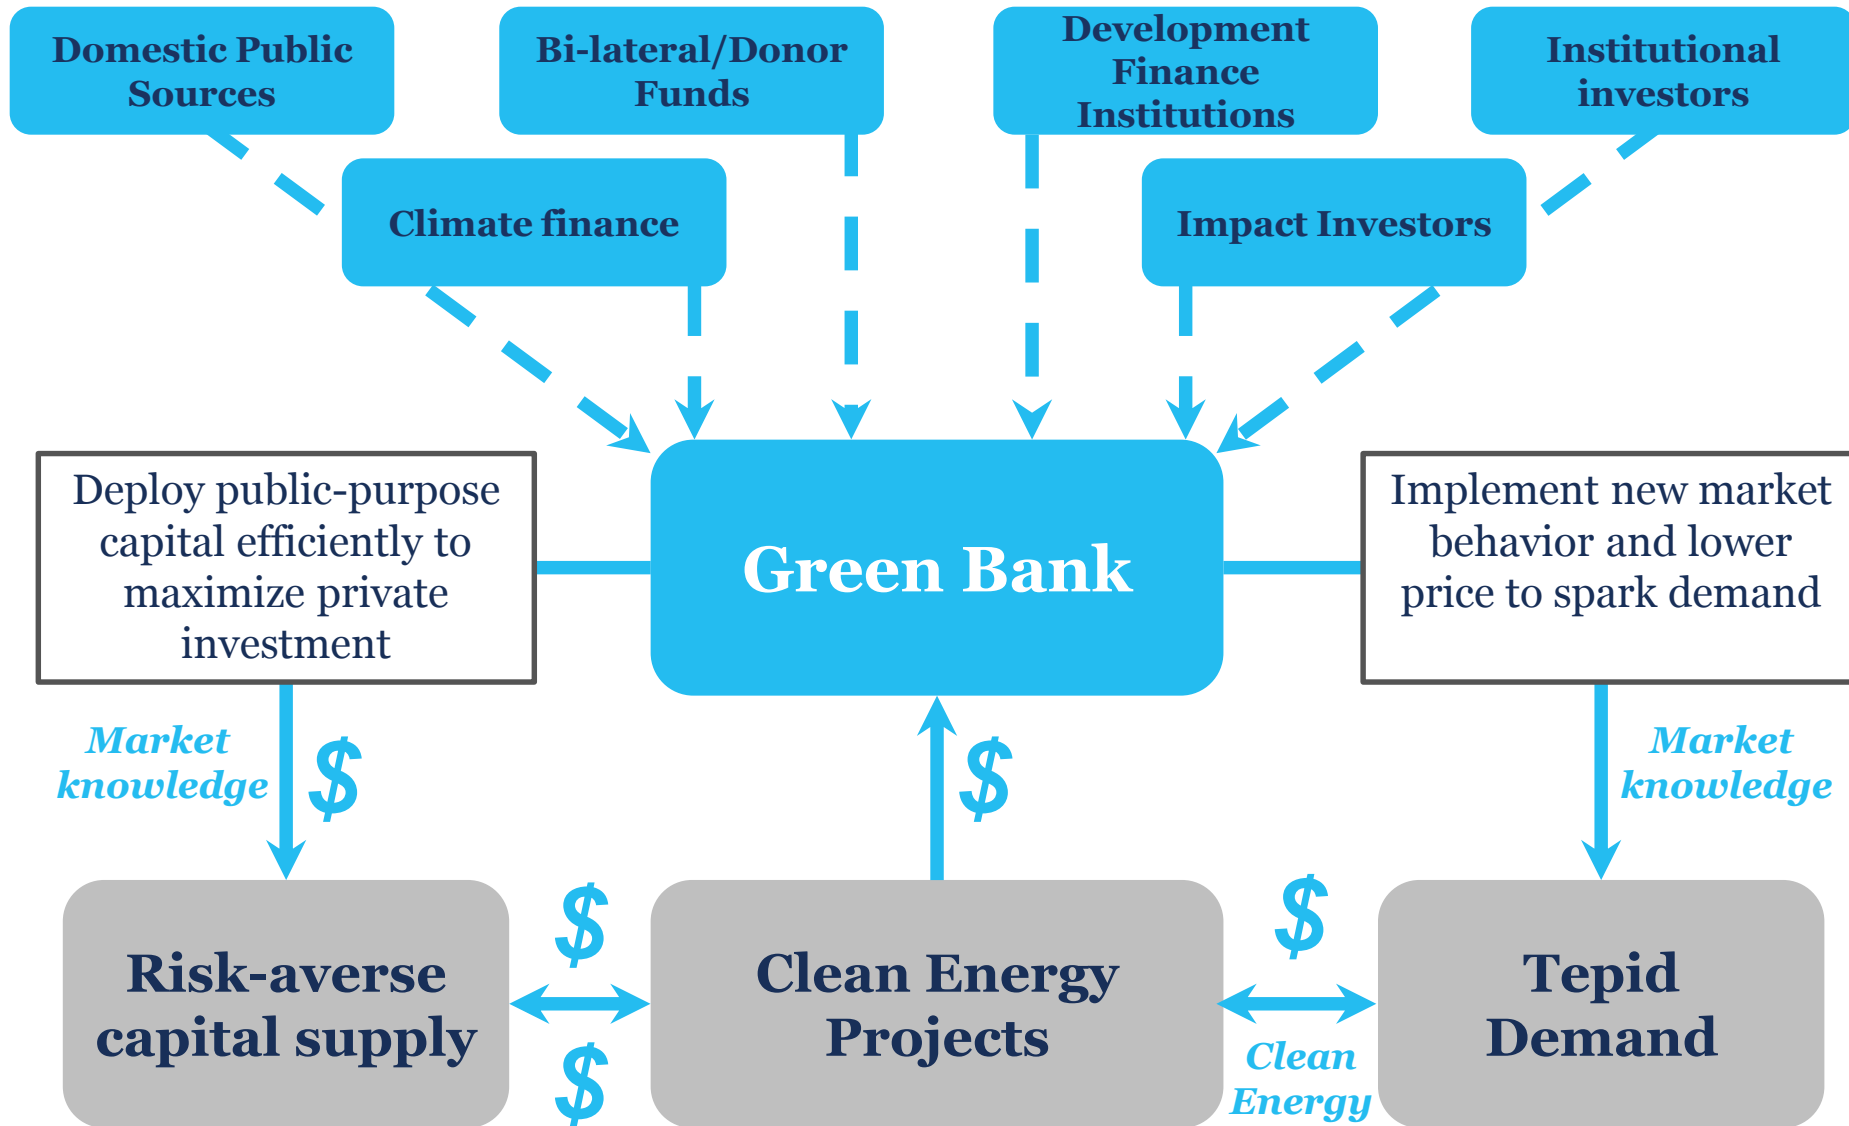 Domestic Public
Sources
Bi-lateral/Donor
Funds
Development
Finance
Institutions
Institutional
investors
Climate finance
Impact Investors
Deploy public-purpose
capital efficiently to
maximize private
investment
Green Bank
Implement new market
behavior and lower
price to spark demand
Market
knowledge
$
$
Market
knowledge
Risk-averse
capital supply
$
$
Clean Energy
Projects
$
Clean
Energy
Tepid
Demand